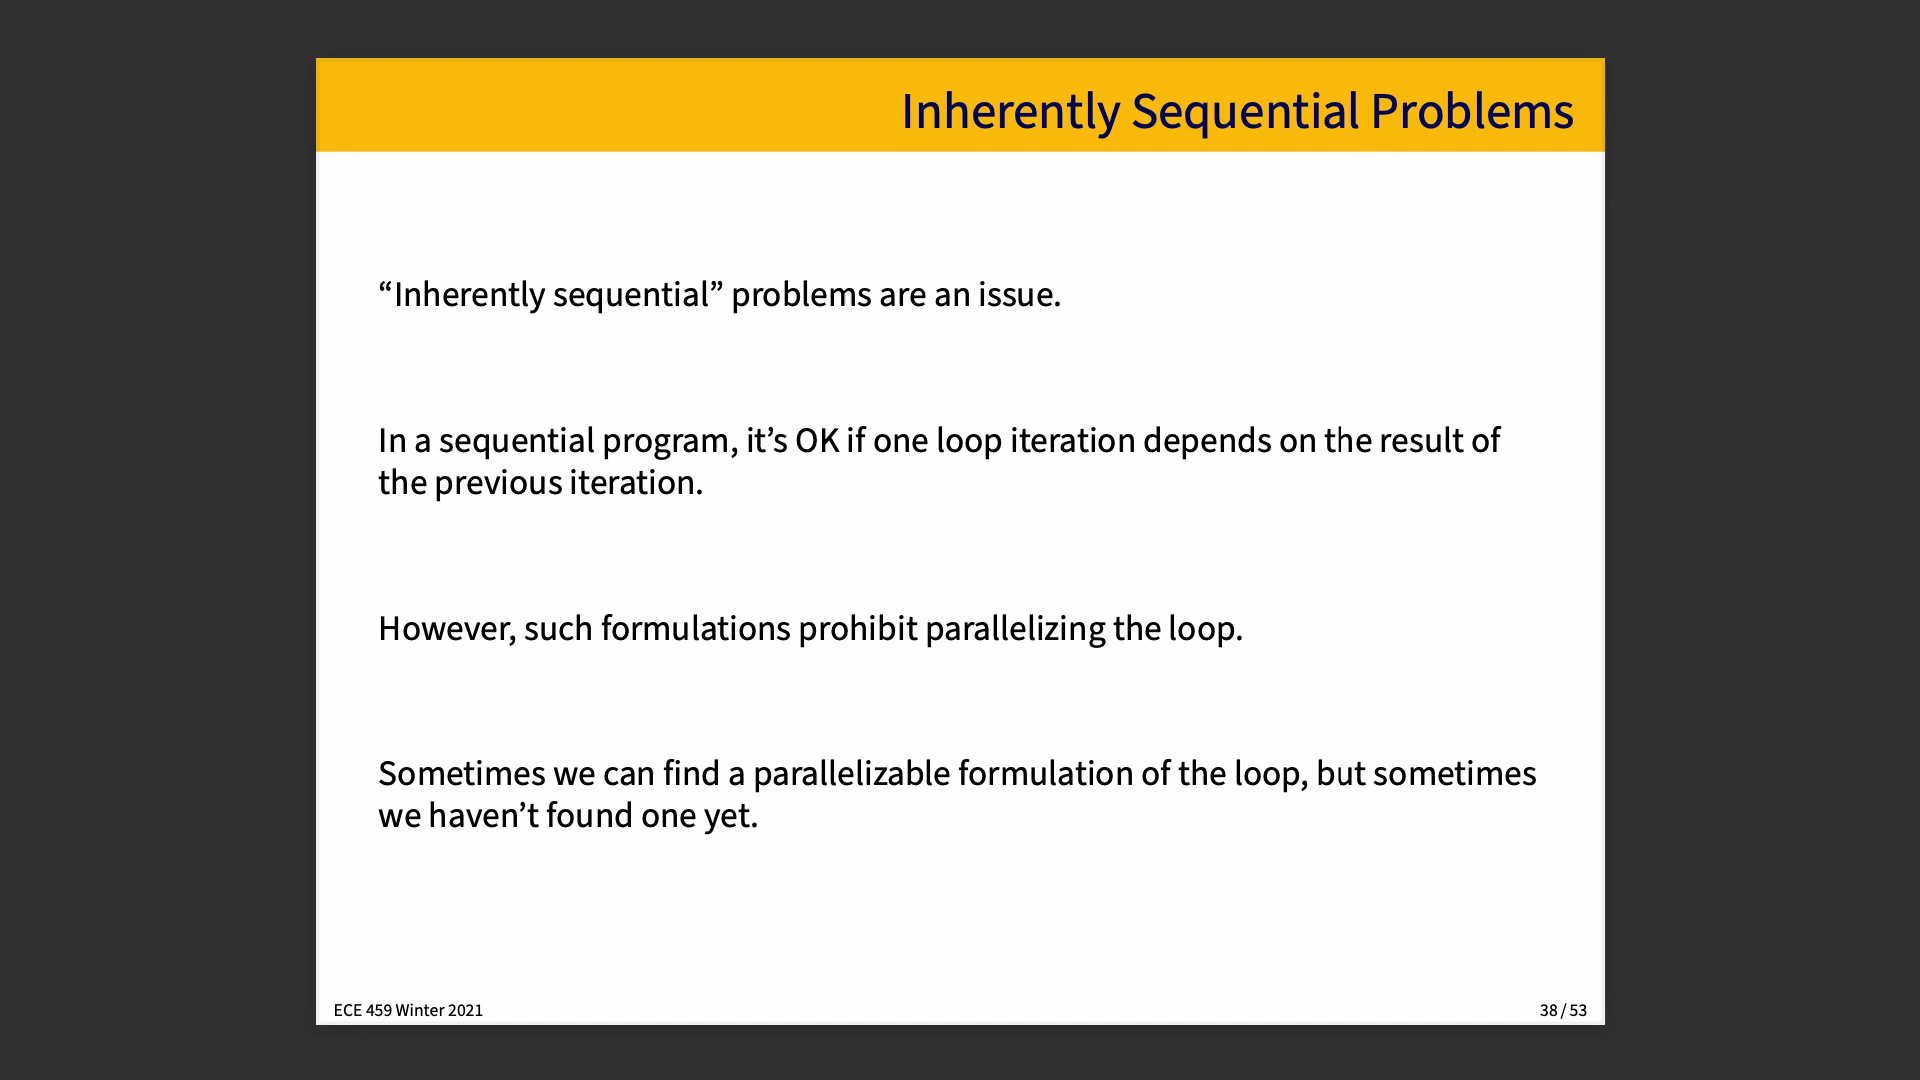 Inherently Sequential Problems
“Inherently sequential” problems are an issue.
In a sequential program, it’s OK if one loop iteration depends on the result of
the previous iteration.
However, such formulations prohibit parallelizing the loop.
Sometimes we can find a parallelizable formulation of the loop, but sometimes
we haven’t found one yet.
ECE 459 Winter 2021
38 / 53